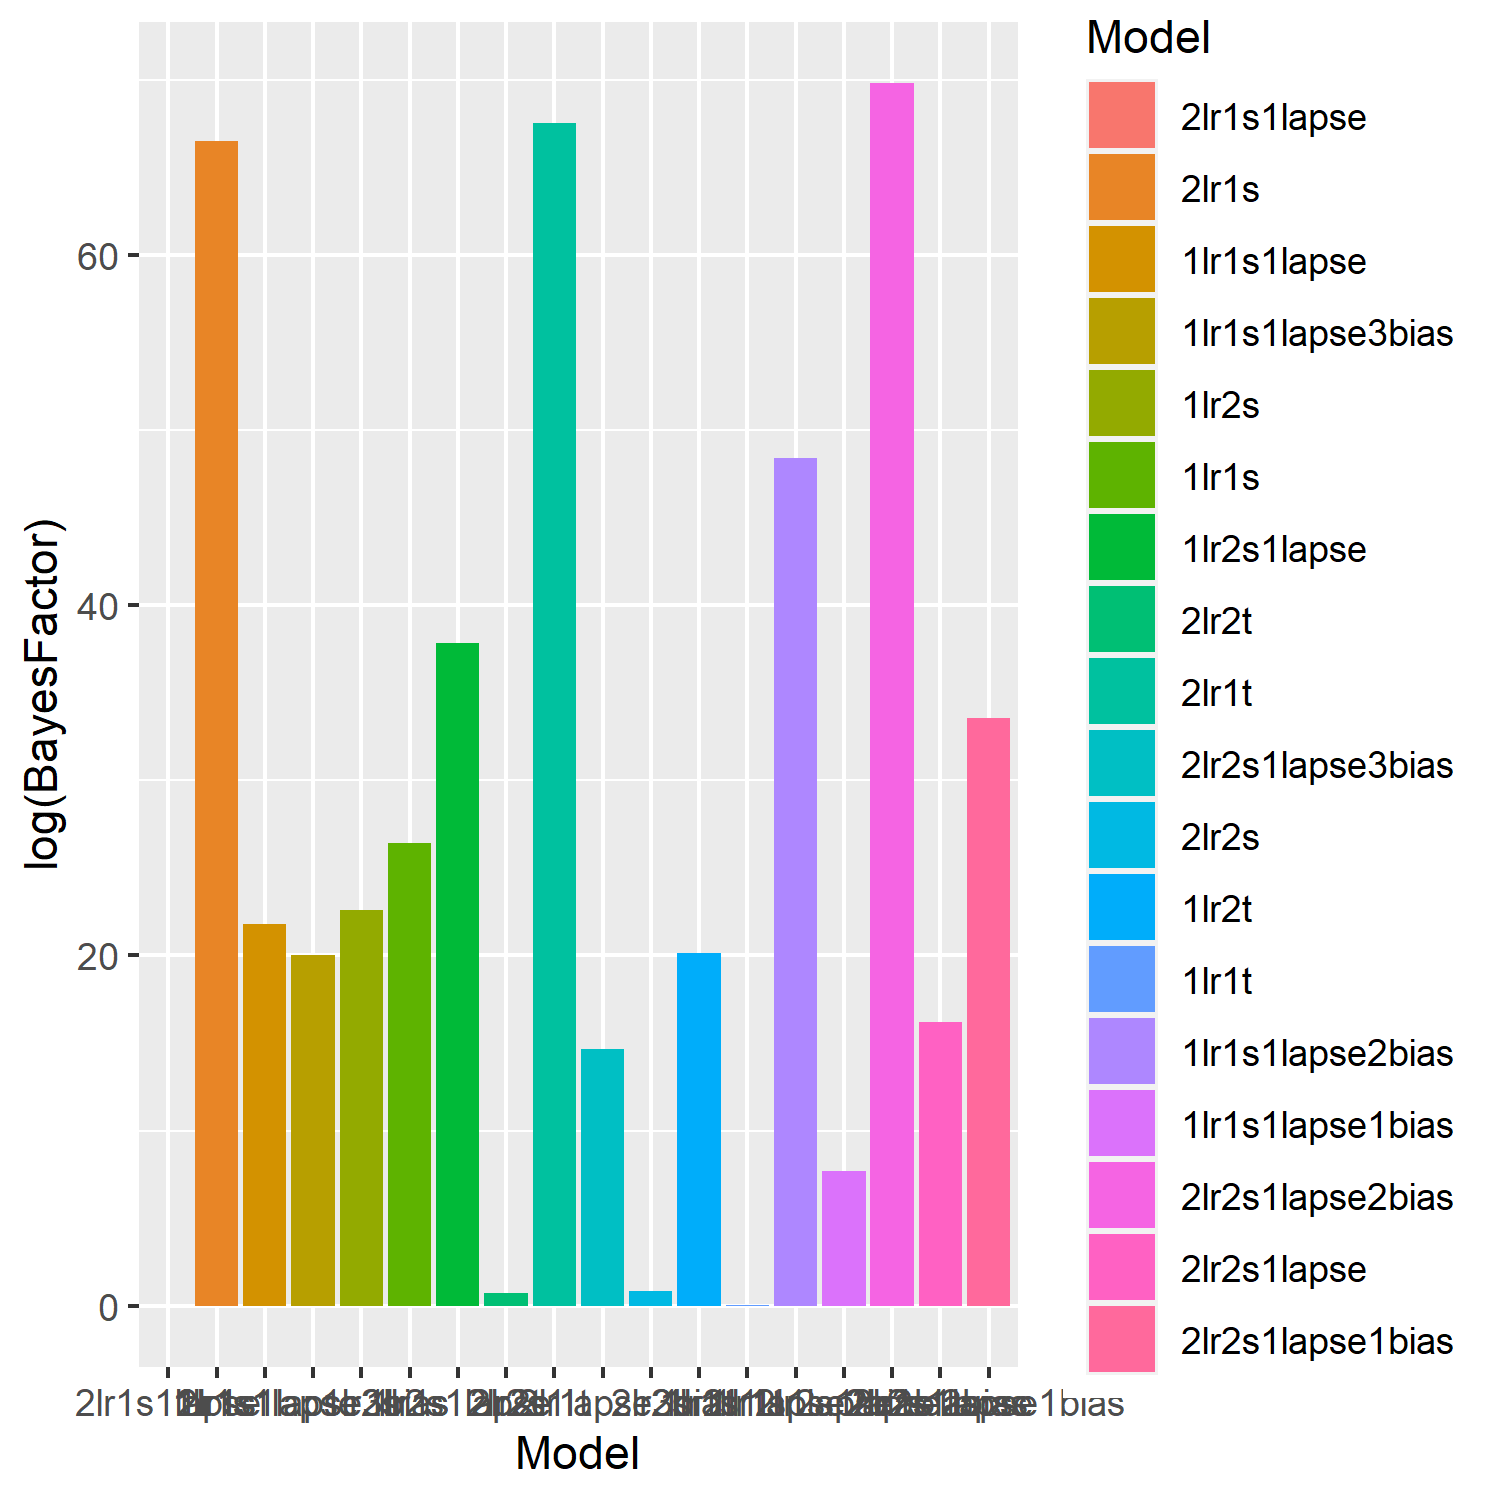 Model
2lr1s1lapse
2lr1s
1lr1s1lapse
1lr1s1lapse3bias
1lr2s
1lr1s
1lr2s1lapse
2lr2t
2lr1t
2lr2s1lapse3bias
2lr2s
1lr2t
1lr1t
1lr1s1lapse2bias
1lr1s1lapse1bias
2lr2s1lapse2bias
2lr2s1lapse
2lr2s1lapse1bias
60
40
20
0
log(BayesFactor)
Model